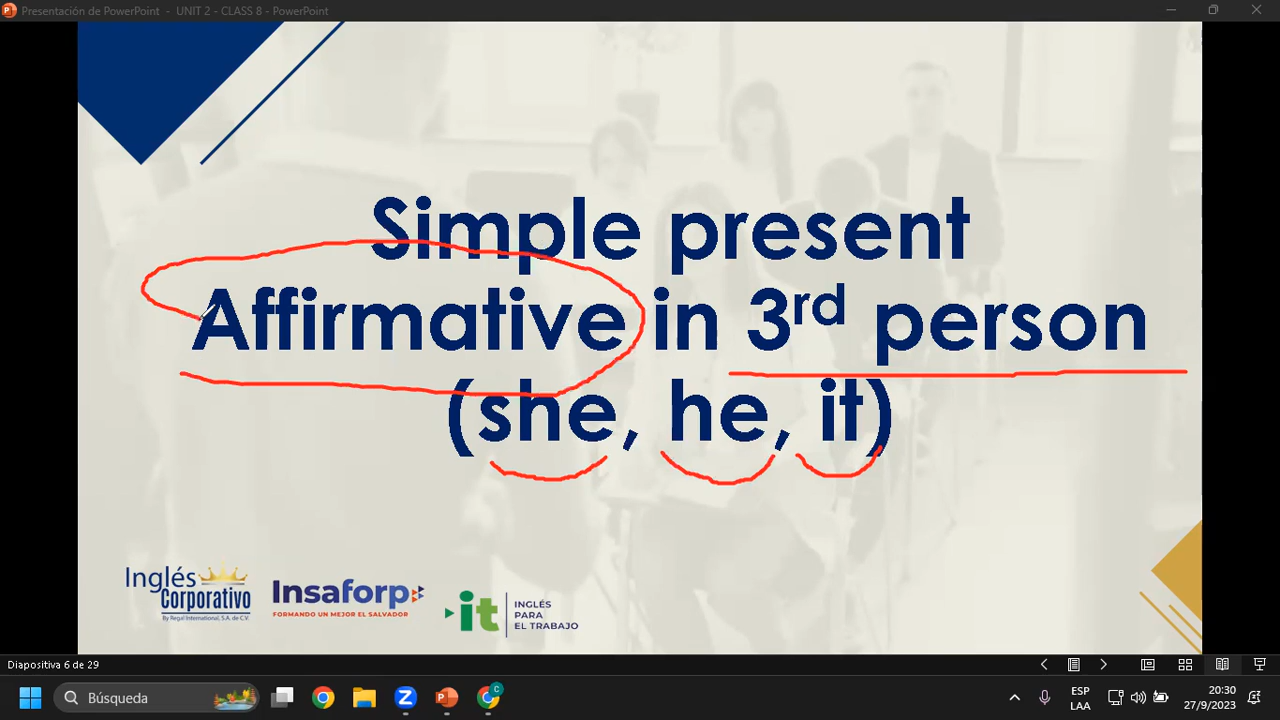 Presentación de PowerPoint - UNIT 2 - CLASS 8 - PowerPoint
Simple present
Affirmative in 3rd person
(she, he, it)
Inglés
Corporativo
By Regal International, S.A. de C.V.
Insaforp
FORMANDO UN MEJOR EL SALVADOR
it
INGLÉS
PARA
EL TRABAJO
Diapositiva 6 de 29
Búsqueda
ESP
LAA
20:30
27/9/2023